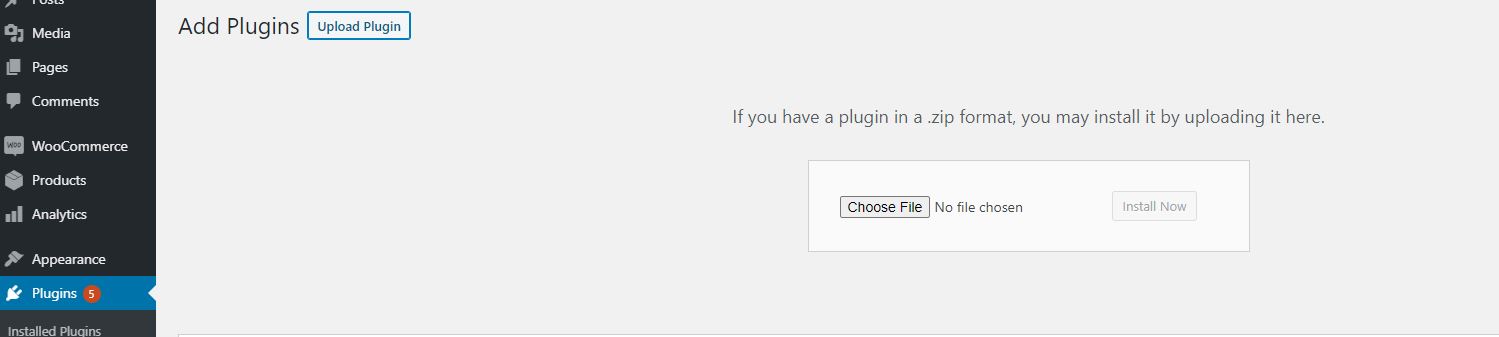 Posts
Media
Pages
Comments
WOO
WooCommerce
Products
Analytics
Appearance
Plugins 5
Installed Plugins
Add Plugins Upload Plugin
If you have a plugin in a .zip format, you may install it by uploading it here.
Choose File No file chosen Install Now